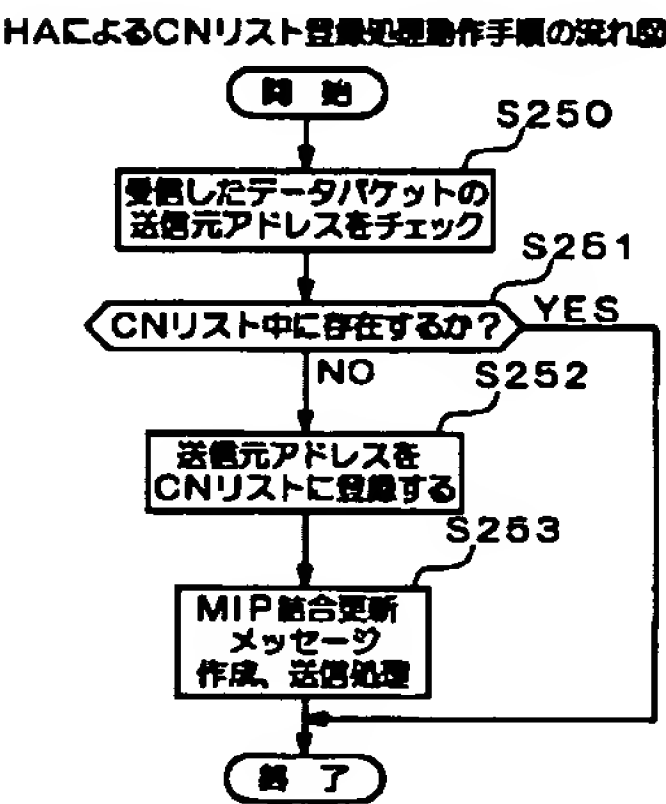 HAによるCNリスト登録処理動作手順の流れ図
開 始
S250
受信したデータパケットの
送信元アドレスをチェック
S251
CNリスト中に存在するか?
YES
NO
S252
送信元アドレスを
CNリストに登録する
S253
MIP結合更新
メッセージ
作成、送信処理
終 了